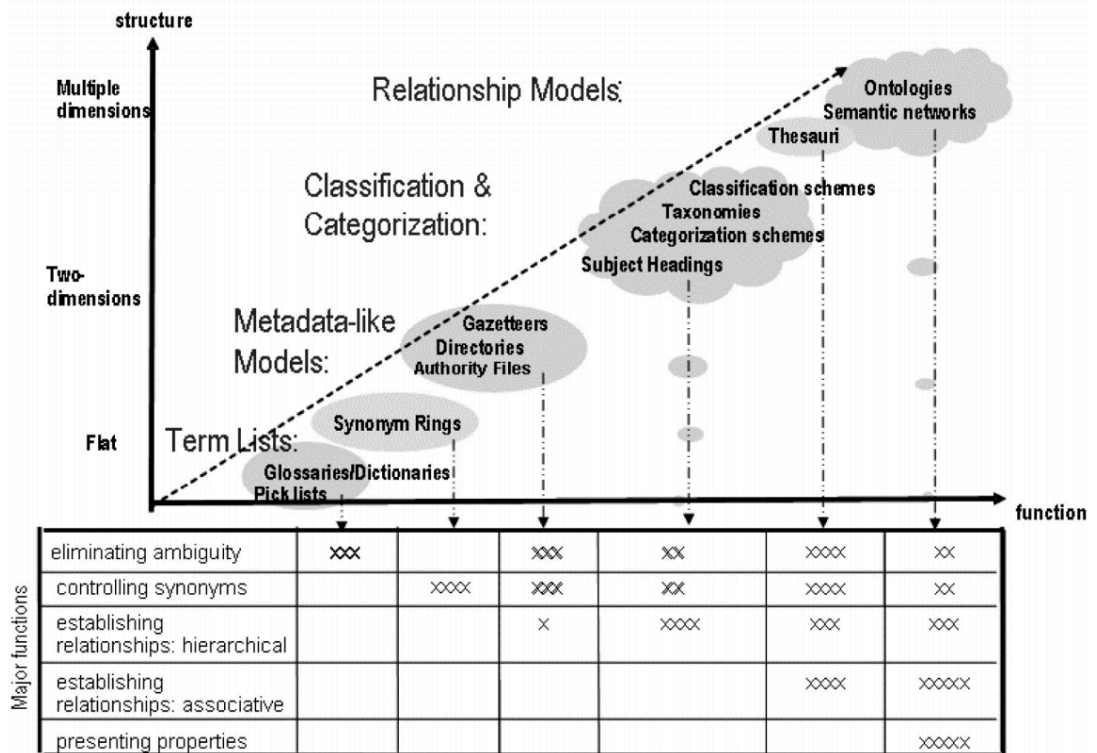 structure
Multiple
dimensions
Relationship Models:
Ontologies
Semantic networks
Thesauri
Classification &
Categorization:
Classification schemes
Taxonomies
Categorization schemes
Subject Headings
Two-
dimensions
Metadata-like
Models:
Gazetteers
Directories
Authority Files
Synonym Rings
Flat
Term Lists:
Glossaries/Dictionaries
Pick lists
function
Major functions
eliminating ambiguity XXX XXX XX XXXX XX
controlling synonyms XXXX XXX XX XXXX XX
establishing
relationships: hierarchical X XXXX XXX XXX
establishing
relationships: associative XXXX XXXXX
presenting properties XXXXX